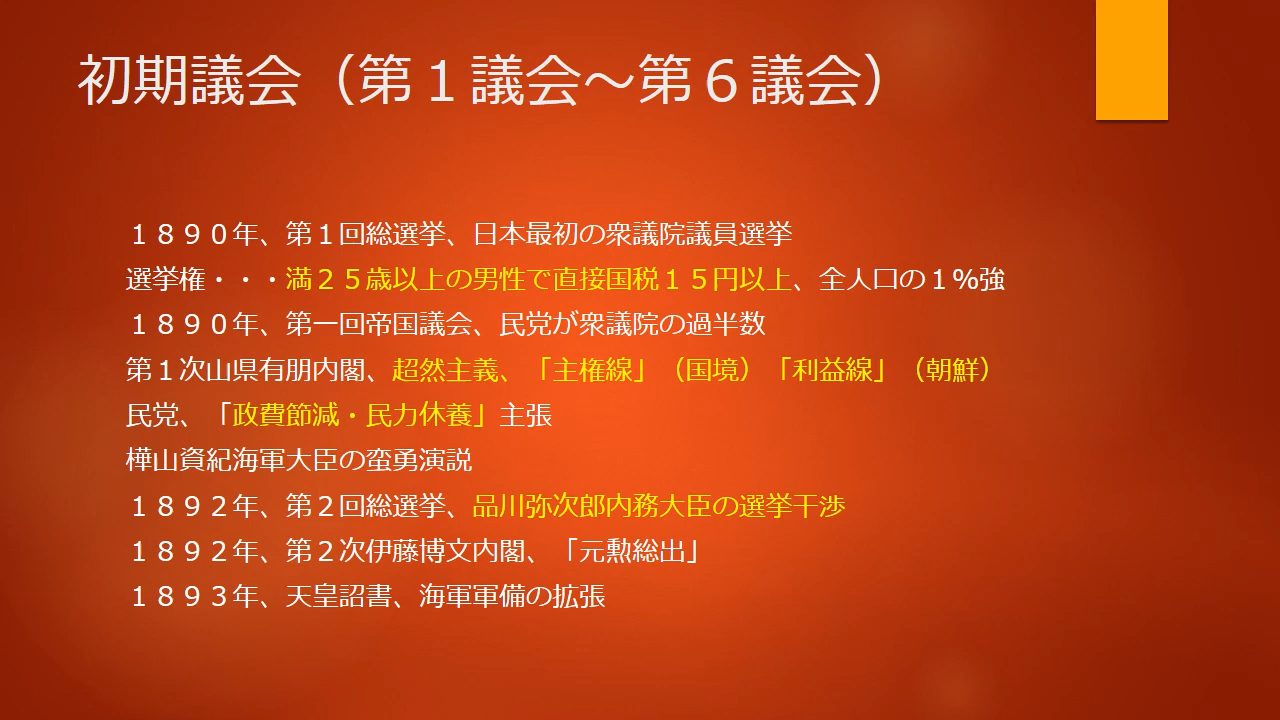 初期議会（第１議会～第６議会）
１８９０年、第１回総選挙、日本最初の衆議院議員選挙
選挙権・・・満２５歳以上の男性で直接国税１５円以上、全人口の１％強
１８９０年、第一回帝国議会、民党が衆議院の過半数
第１次山県有朋内閣、超然主義、「主権線」（国境）「利益線」（朝鮮）
民党、「政費節減・民力休養」主張
樺山資紀海軍大臣の蛮勇演説
１８９２年、第２回総選挙、品川弥次郎内務大臣の選挙干渉
１８９２年、第２次伊藤博文内閣、「元勲総出」
１８９３年、天皇詔書、海軍軍備の拡張